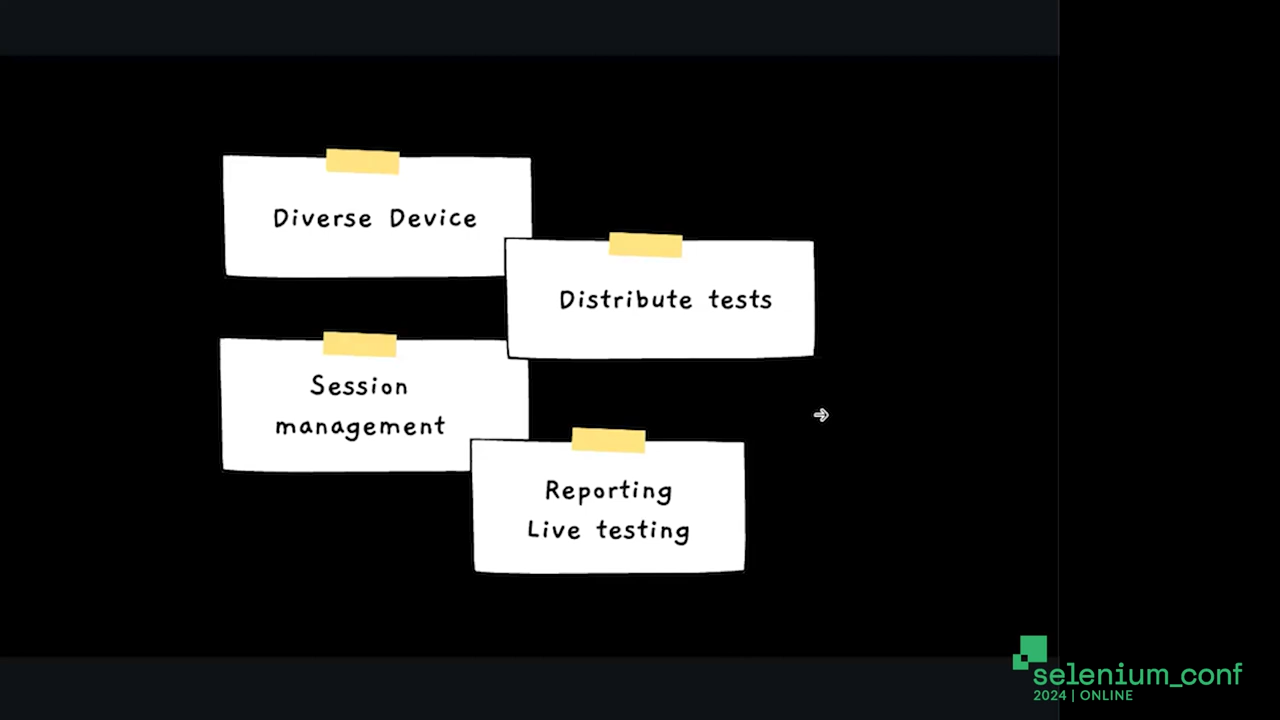 Diverse Device
Distribute tests
Session
management
Reporting
Live testing
selenium_conf
2024 | ONLINE